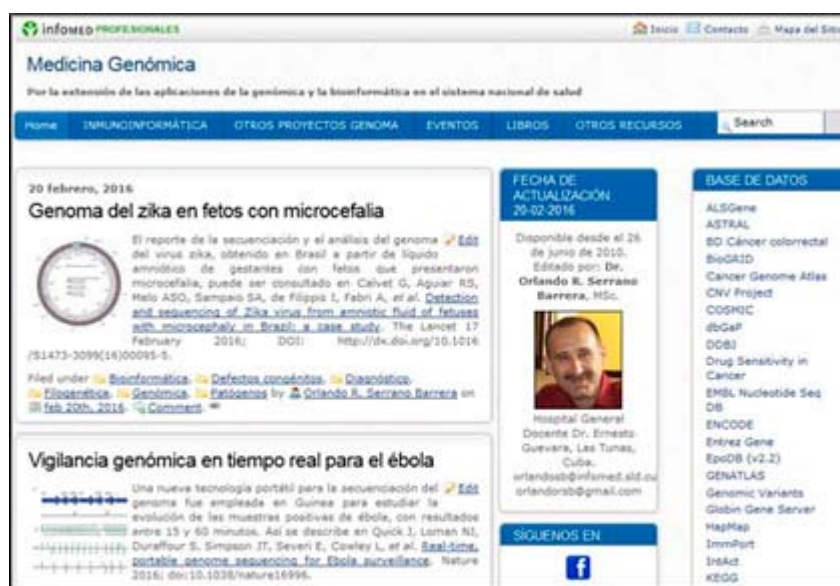 infomed PROFESIONALES
Inicio Contacto Mapa del
Medicina Genómica
Por la extensión de las aplicaciones de la genómica y la bioinformática en el sistema nacional de salud
Home INMUNOINFORMÁTICA OTROS PROYECTOS GENOMA EVENTOS LIBROS OTROS RECURSOS Search
20 febrero, 2016
Genoma del zika en fetos con microcefalia
El reporte de la secuenciación y el análisis del genoma Edit
del virus zika, obtenido en Brasil a partir de líquido
amniótico de gestantes con fetos que presentaron
microcefalia, puede ser consultado en Calvet G, Aguiar RS,
Melo ASO, Sampaio SA, de Filippis I, Fabri A, et al. Detection
and sequencing of Zika virus from amniotic fluid of fetuses
with microcephaly in Brazil: a case study. The Lancet 17
February 2016; DOI: http://dx.doi.org/10.1016
/S1473-3099(16)00095-5.
Filed under Bioinformática, Defectos congénitos, Diagnóstico,
Filogenética, Genómica, Patógenos by Orlando R. Serrano Barrera on
feb 20th, 2016. Comment.
Vigilancia genómica en tiempo real para el ébola
Una nueva tecnología portátil para la secuenciación del Edit
genoma fue empleada en Guinea para estudiar la
evolución de las muestras positivas de ébola, con resultados
entre 15 y 60 minutos. Así se describe en Quick J, Loman NJ,
Duraffour S, Simpson JT, Severi E, Cowley L, et al. Real-time,
portable genome sequencing for Ebola surveillance. Nature
2016; doi:10.1038/nature16996.
FECHA DE
ACTUALIZACIÓN
20-02-2016
Disponible desde el 26
de junio de 2010.
Editado por: Dr.
Orlando R. Serrano
Barrera, MSc.
Hospital General
Docente Dr. Ernesto
Guevara, Las Tunas,
Cuba.
orlandosb@infomed.sld.cu
orlandorsb@gmail.com
SÍGUENOS EN
BASE DE DATOS
ALSGene
ASTRAL
BD Cáncer colorrectal
BioGRID
Cancer Genome Atlas
CNV Project
COSMIC
dbGaP
DDBJ
Drug Sensitivity in
Cancer
EMBL Nucleotide Seq
DB
ENCODE
Entrez Gene
EpoDB (v2.2)
GENATLAS
Genomic Variants
Globin Gene Server
HapMap
ImmPort
IntAct
KEGG